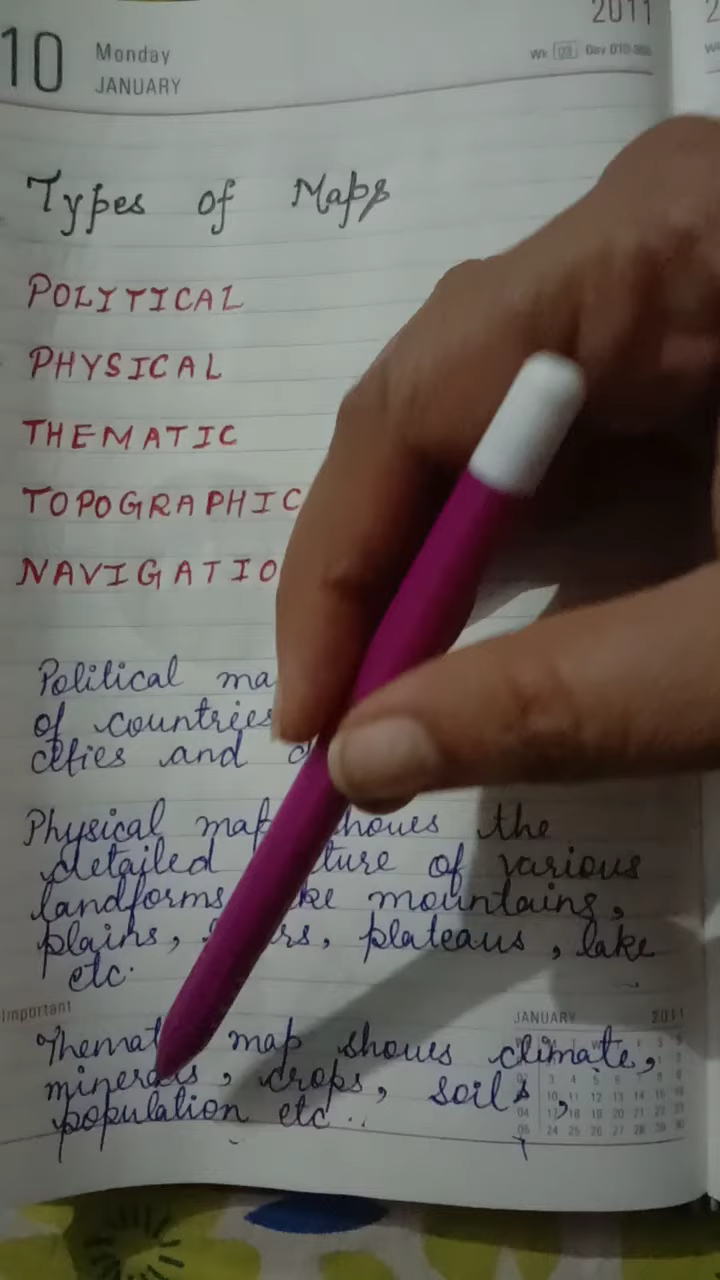 2011
10 Monday
JANUARY
Types of Maps
POLITICAL
PHYSICAL
THEMATIC
TOPOGRAPHIC
NAVIGATIO
Political ma
of countries
cities and
Physical map shows the
detailed of various
landforms like mountains,
plains, plateaus, lake
etc.
Important
JANUARY 2011
Themat map shows climate,
minerals, crops, soils,
population etc..